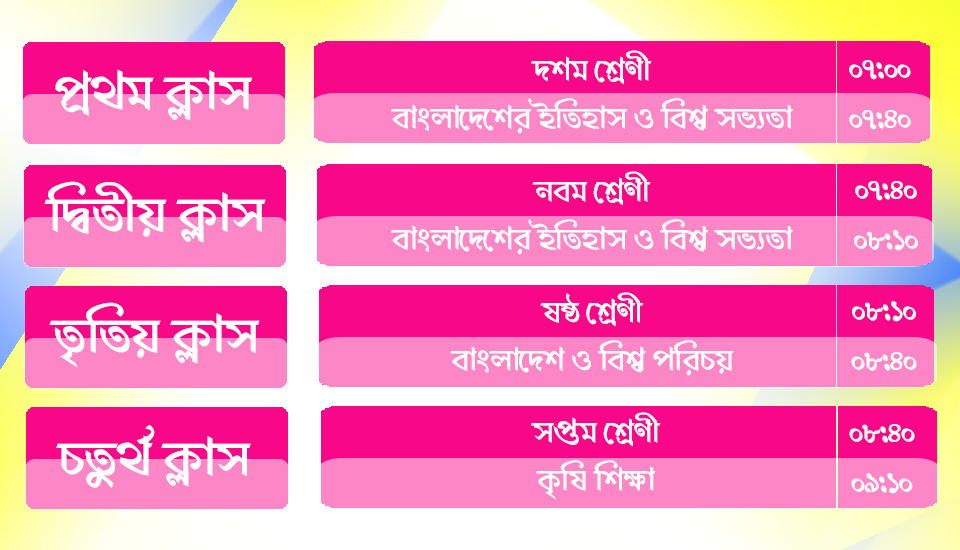 প্রথম ক্লাস
দশম শ্রেণী ০৭:০০
বাংলাদেশের ইতিহাস ও বিশ্ব সভ্যতা ০৭:৪০
দ্বিতীয় ক্লাস
নবম শ্রেণী ০৭:৪০
বাংলাদেশের ইতিহাস ও বিশ্ব সভ্যতা ০৮:১০
তৃতিয় ক্লাস
ষষ্ঠ শ্রেণী ০৮:১০
বাংলাদেশ ও বিশ্ব পরিচয় ০৮:৪০
চতুর্থ ক্লাস
সপ্তম শ্রেণী ০৮:৪০
কৃষি শিক্ষা ০৯:১০